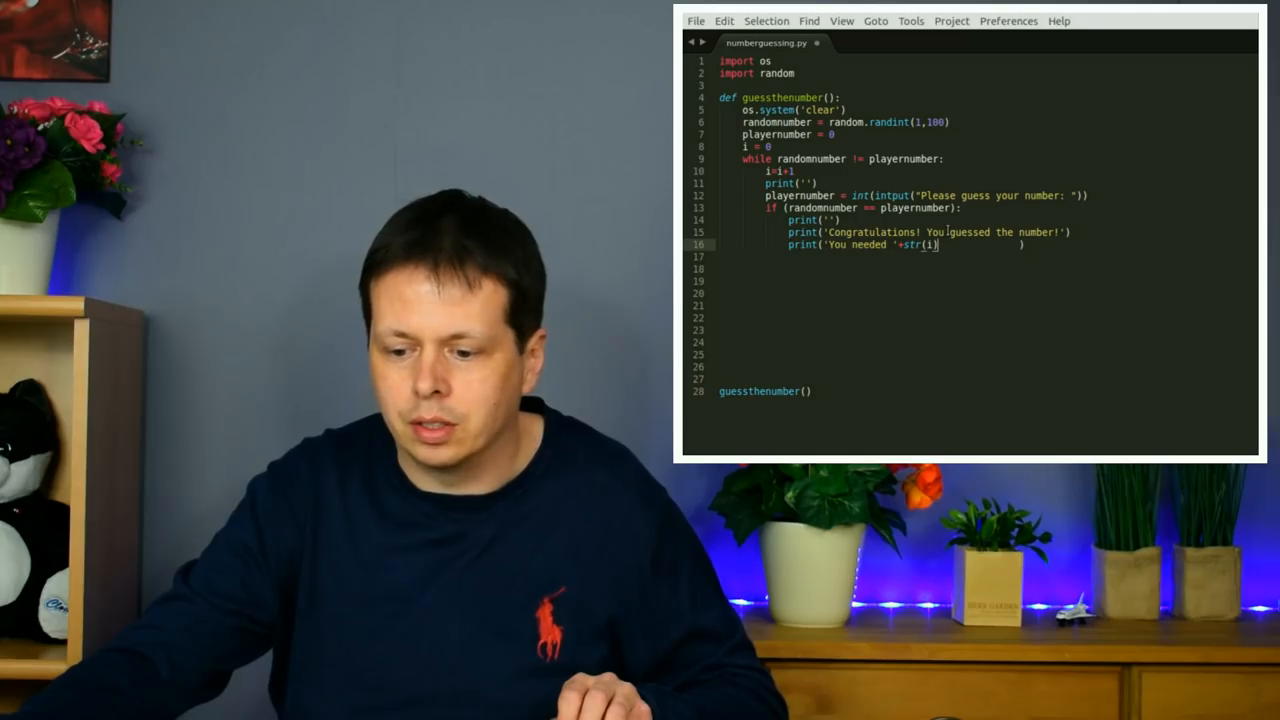 File Edit Selection Find View Goto Tools Project Preferences Help
numberguessing.py
1 import os
2 import random
3
4 def guessthenumber():
5 os.system('clear')
6 randomnumber = random.randint(1,100)
7 playernumber = 0
8 i = 0
9 while randomnumber != playernumber:
10 i=i+1
11 print('')
12 playernumber = int(intput("Please guess your number: "))
13 if (randomnumber == playernumber):
14 print('')
15 print('Congratulations! You guessed the number!')
16 print('You needed '+str(i) )
17
18
19
20
21
22
23
24
25
26
27
28 guessthenumber()
HERB GARDEN